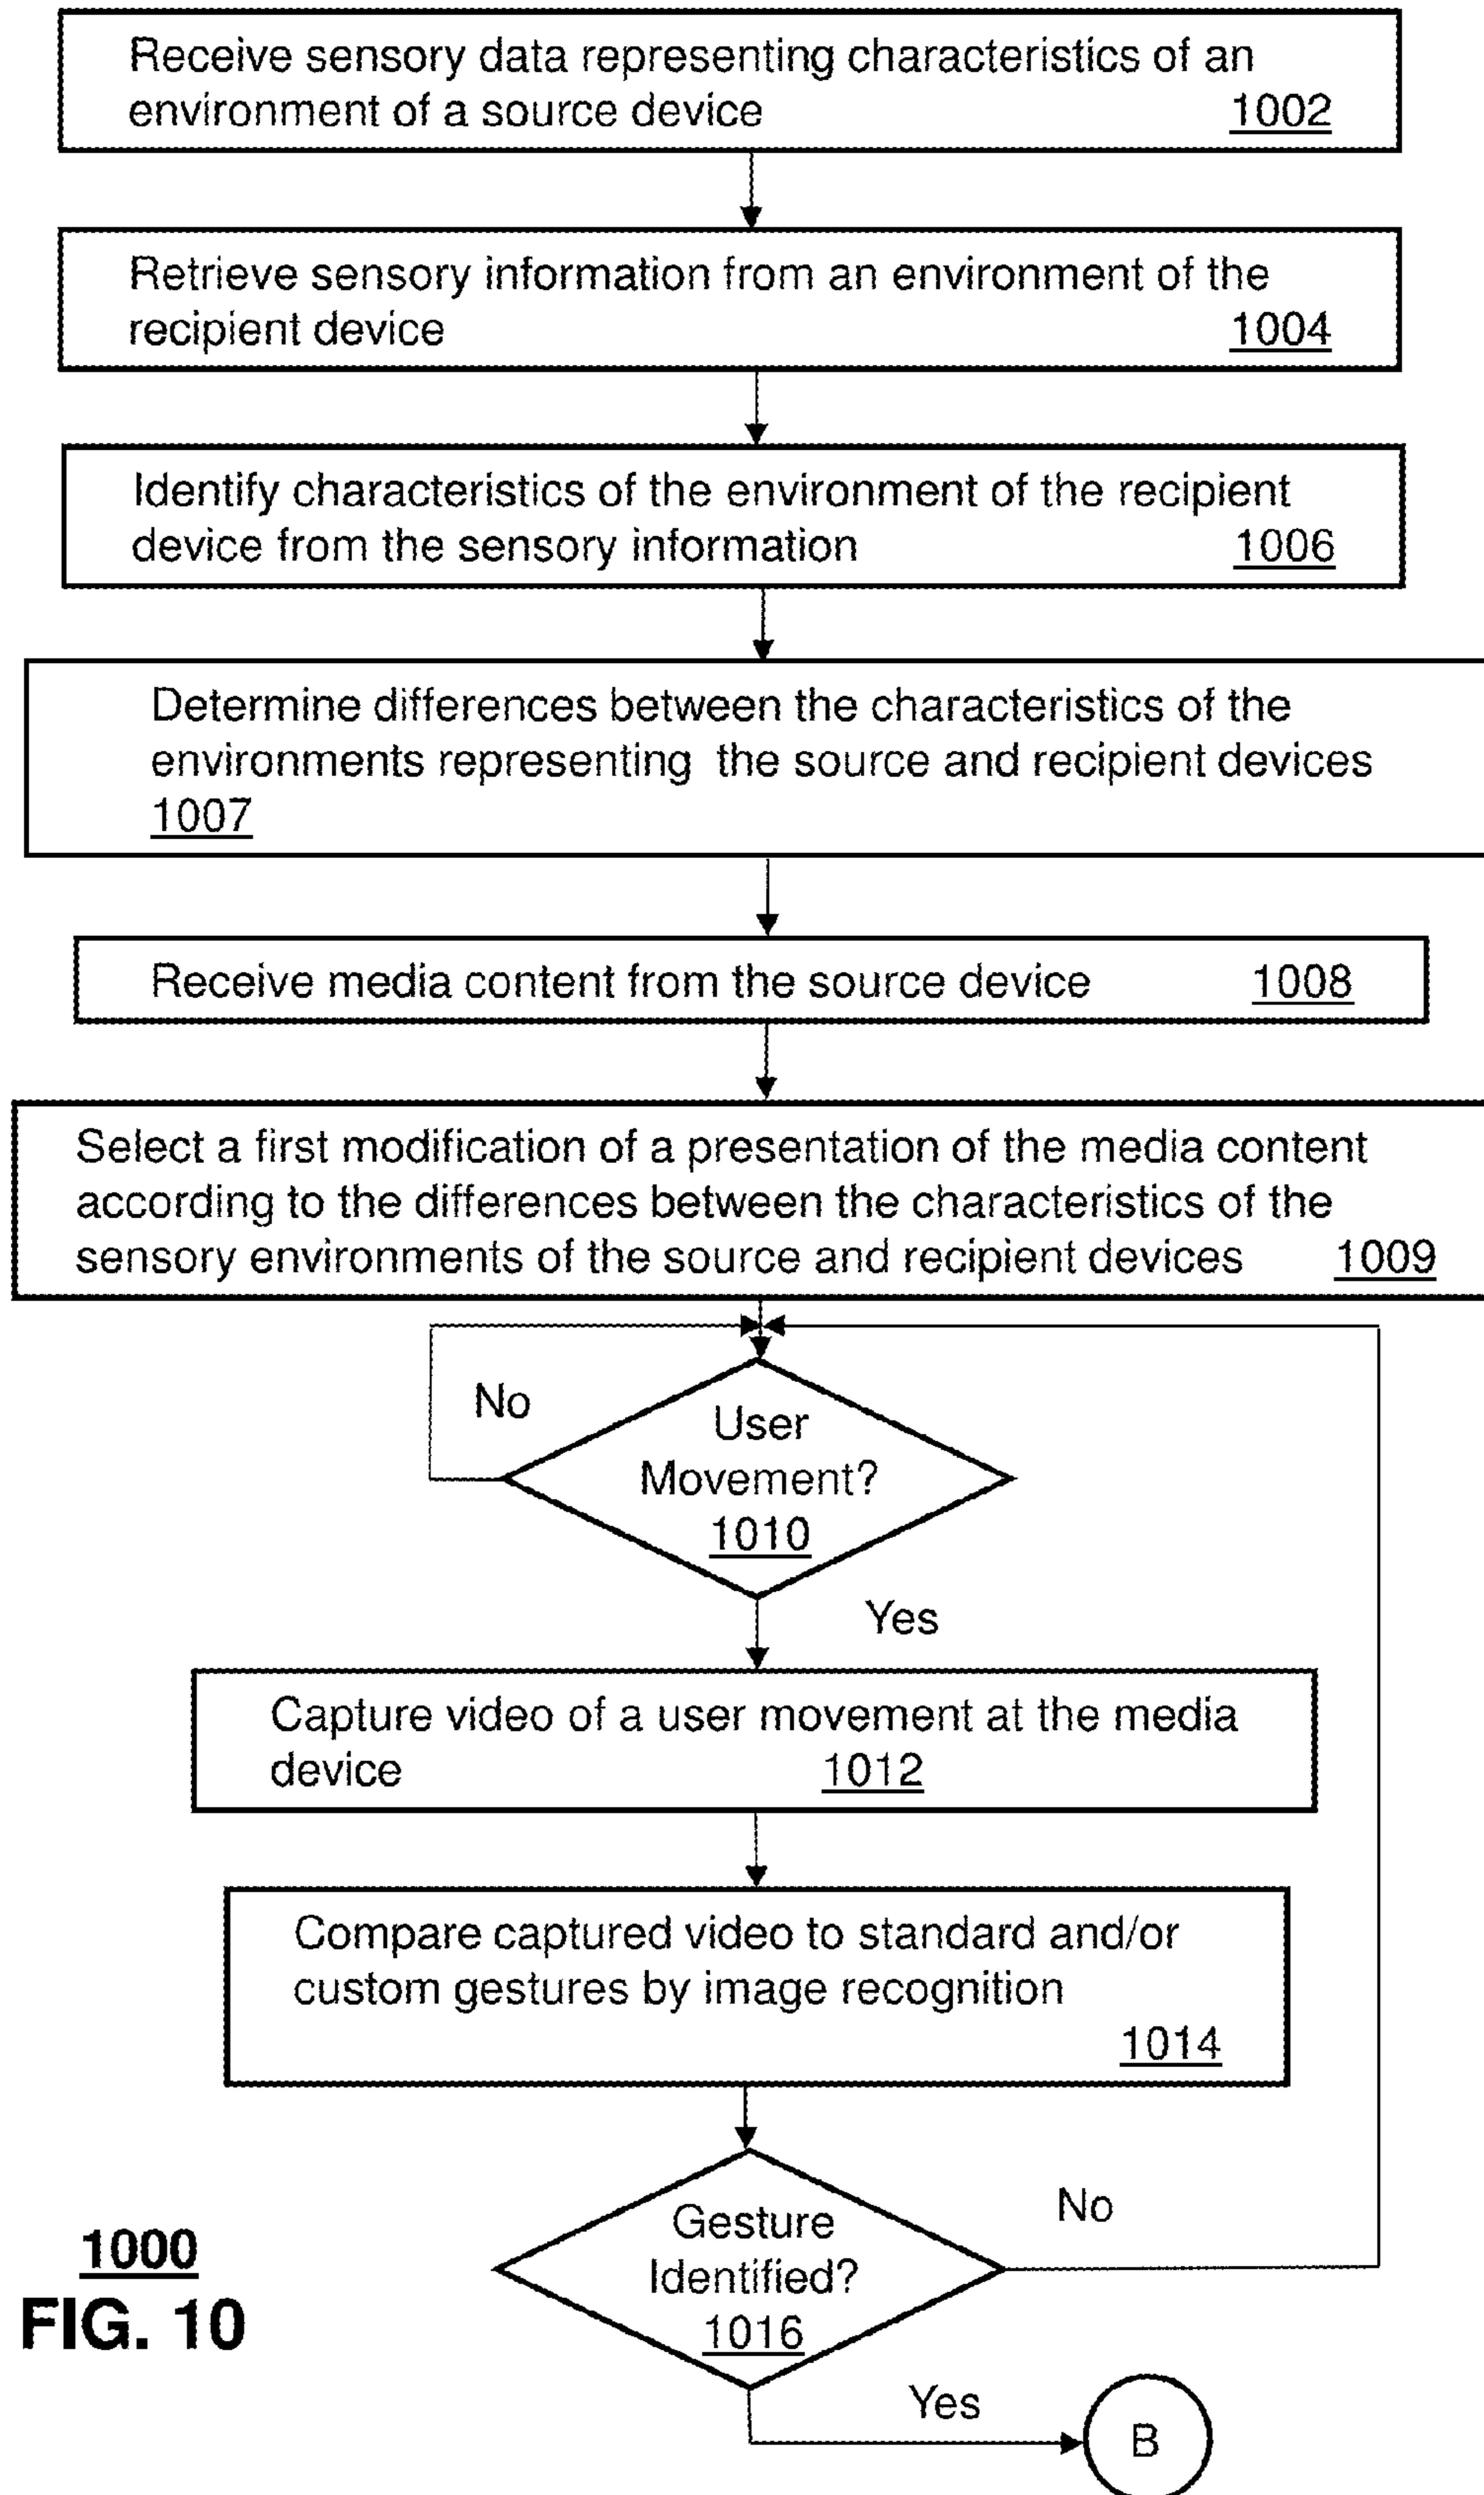 Receive sensory data representing characteristics of an
environment of a source device 1002
Retrieve sensory information from an environment of the
recipient device 1004
Identify characteristics of the environment of the recipient
device from the sensory information 1006
Determine differences between the characteristics of the
environments representing the source and recipient devices
1007
Receive media content from the source device 1008
Select a first modification of a presentation of the media content
according to the differences between the characteristics of the
sensory environments of the source and recipient devices 1009
No
User
Movement?
1010
Yes
Capture video of a user movement at the media
device 1012
Compare captured video to standard and/or
custom gestures by image recognition
1014
No
Gesture
Identified?
1016
Yes
B
1000
FIG. 10